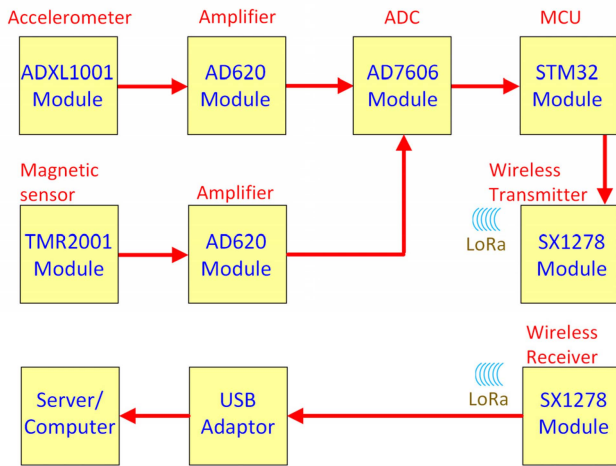 Accelerometer
Amplifier
ADC
MCU
ADXL1001
Module
AD620
Module
AD7606
Module
STM32
Module
Magnetic
sensor
Amplifier
Wireless
Transmitter
TMR2001
Module
AD620
Module
LoRa
SX1278
Module
Wireless
Receiver
Server/
Computer
USB
Adaptor
LoRa
SX1278
Module